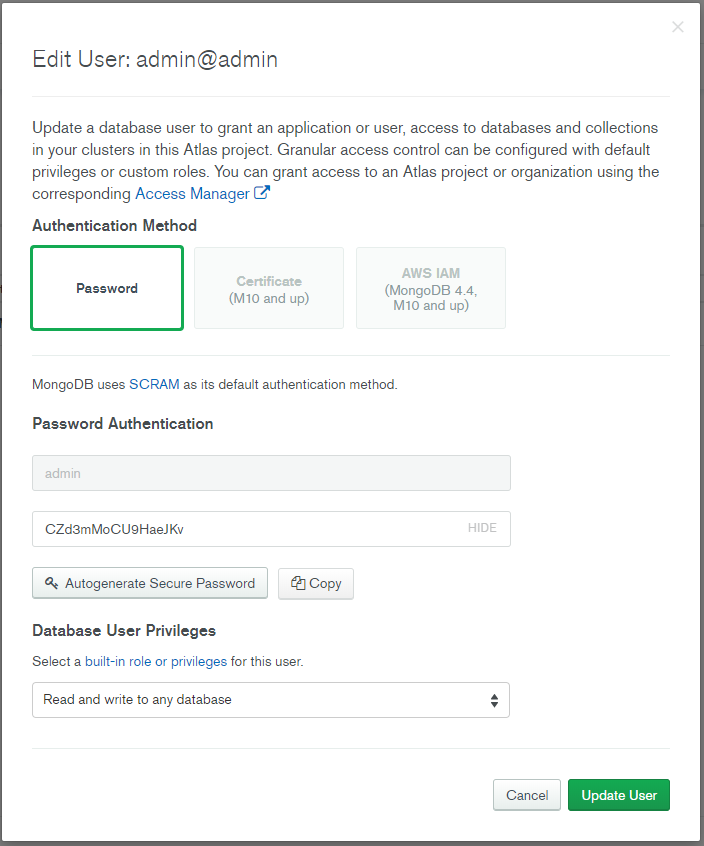 Edit User: admin@admin
Update a database user to grant an application or user, access to databases and collections
in your clusters in this Atlas project. Granular access control can be configured with default
privileges or custom roles. You can grant access to an Atlas project or organization using the
corresponding Access Manager
Authentication Method
Password
Certificate
(M10 and up)
AWS IAM
(MongoDB 4.4,
M10 and up)
MongoDB uses SCRAM as its default authentication method.
Password Authentication
admin
CZd3mMoCU9HaeJKv HIDE
Autogenerate Secure Password Copy
Database User Privileges
Select a built-in role or privileges for this user.
Read and write to any database
Cancel Update User